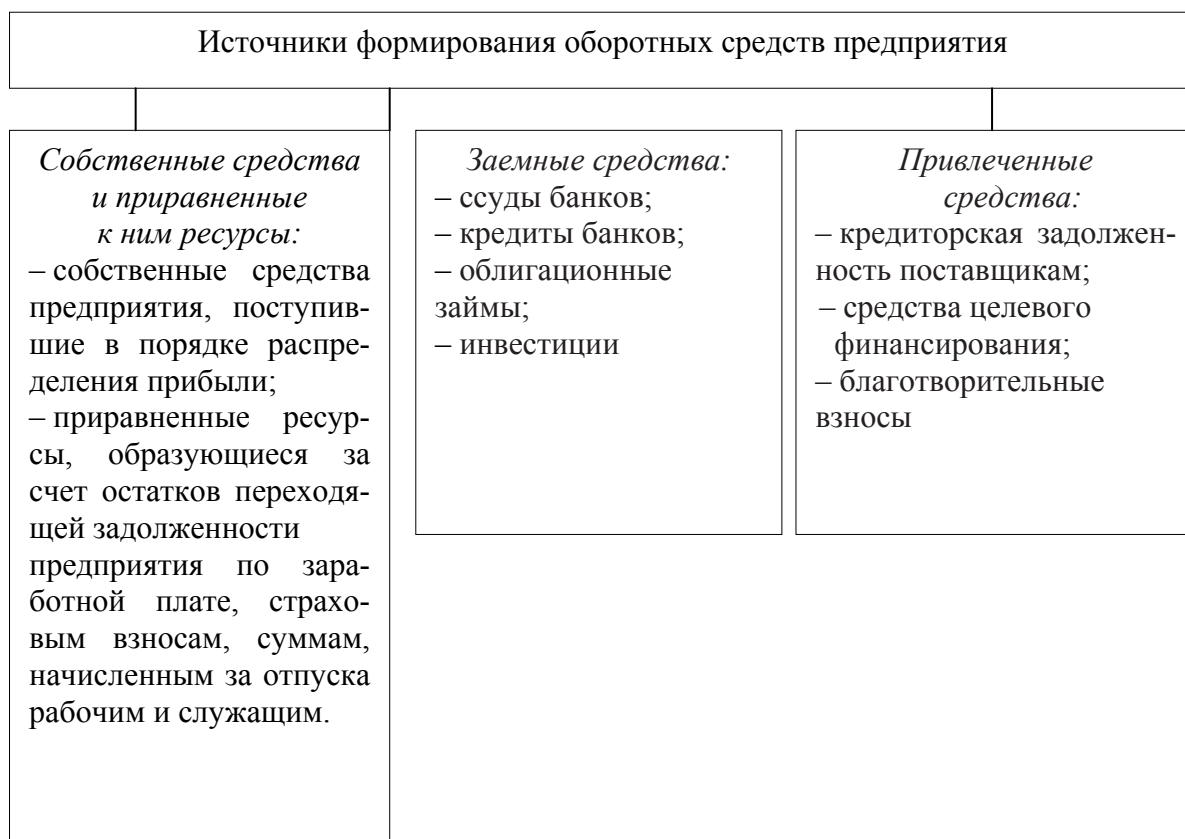 Источники формирования оборотных средств предприятия
Собственные средства
и приравненные
к ним ресурсы:
– собственные средства
предприятия, поступив-
шие в порядке распре-
деления прибыли;
– приравненные ресур-
сы, образующиеся за
счет остатков переходя-
щей задолженности
предприятия по зара-
ботной плате, страхо-
вым взносам, суммам,
начисленным за отпуска
рабочим и служащим.
Заемные средства:
– ссуды банков;
– кредиты банков;
– облигационные
займы;
– инвестиции
Привлеченные
средства:
– кредиторская задолжен-
ность поставщикам;
– средства целевого
финансирования;
– благотворительные
взносы